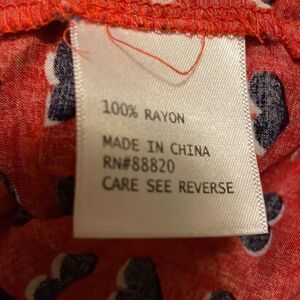 100% RAYON
MADE IN CHINA
RN#88820
CARE SEE REVERSE